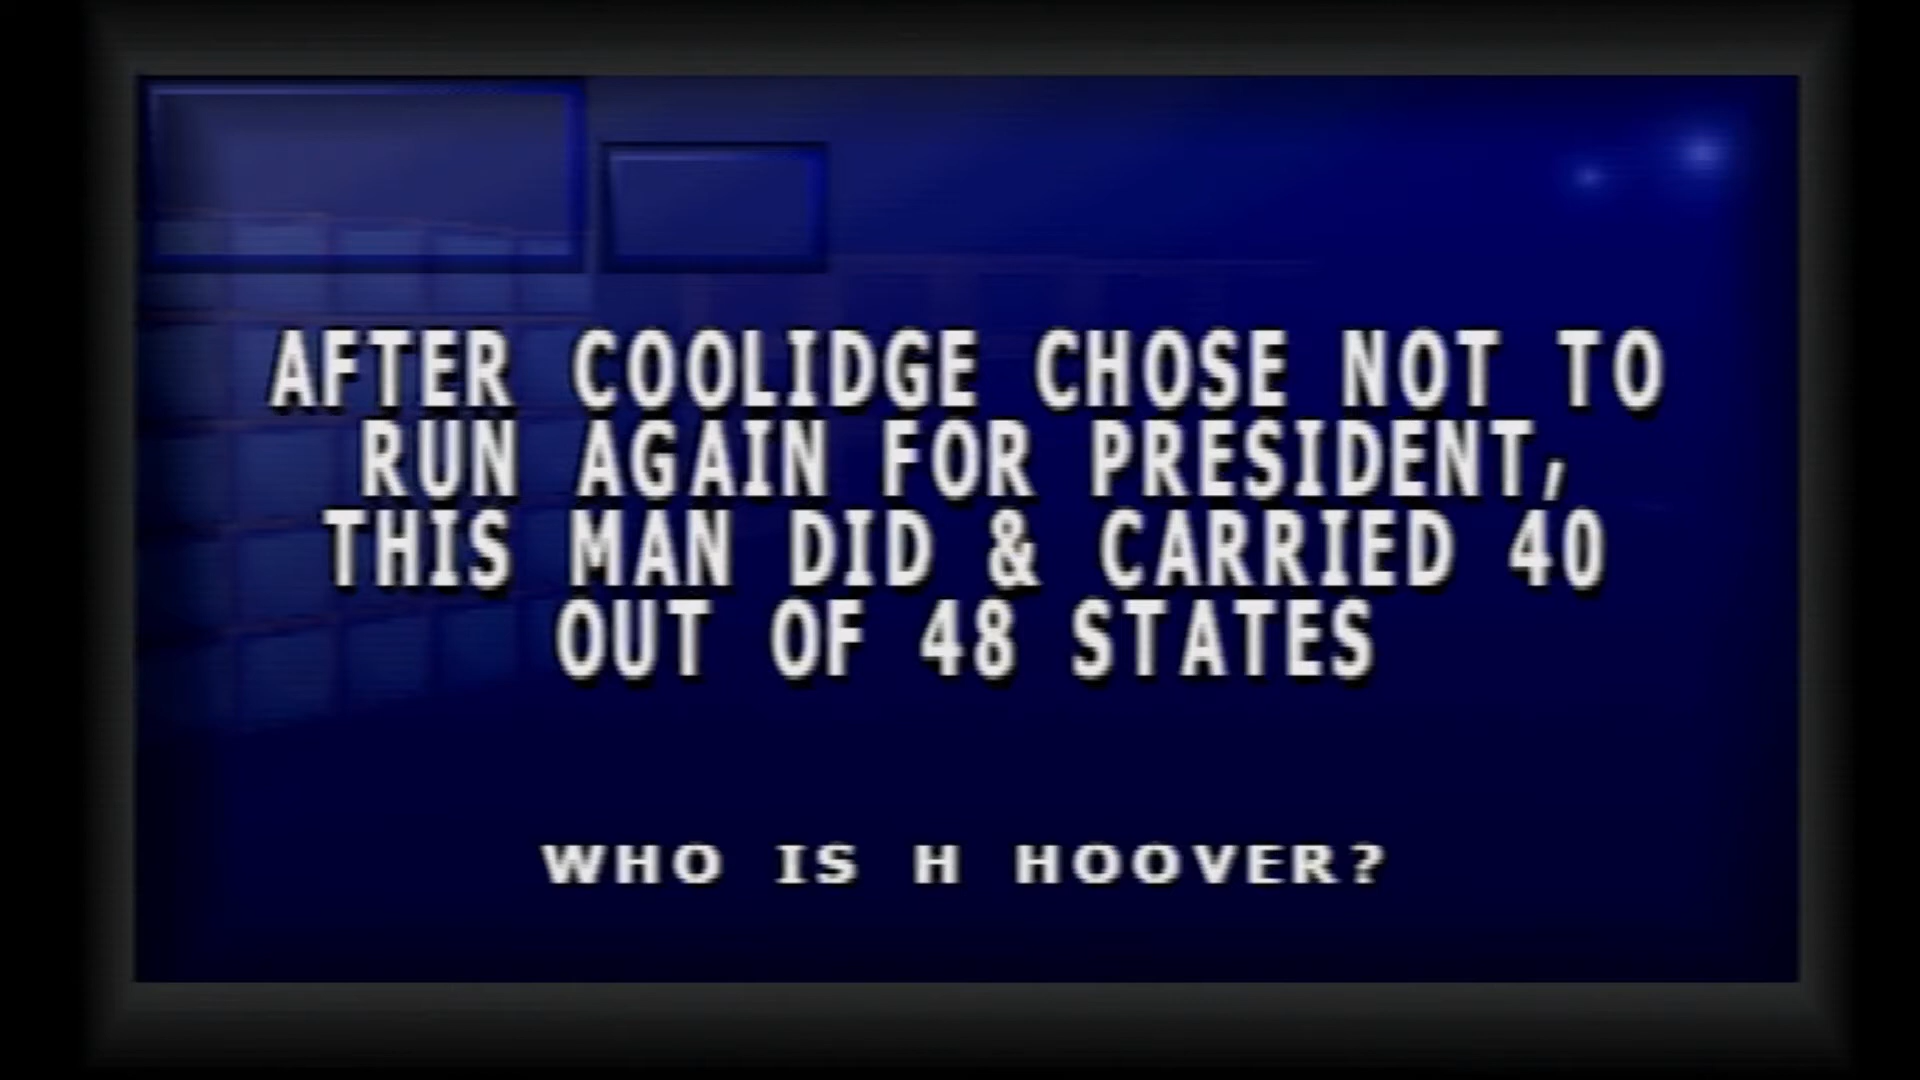 AFTER COOLIDGE CHOSE NOT TO
RUN AGAIN FOR PRESIDENT,
THIS MAN DID & CARRIED 40
OUT OF 48 STATES
WHO IS H HOOVER?